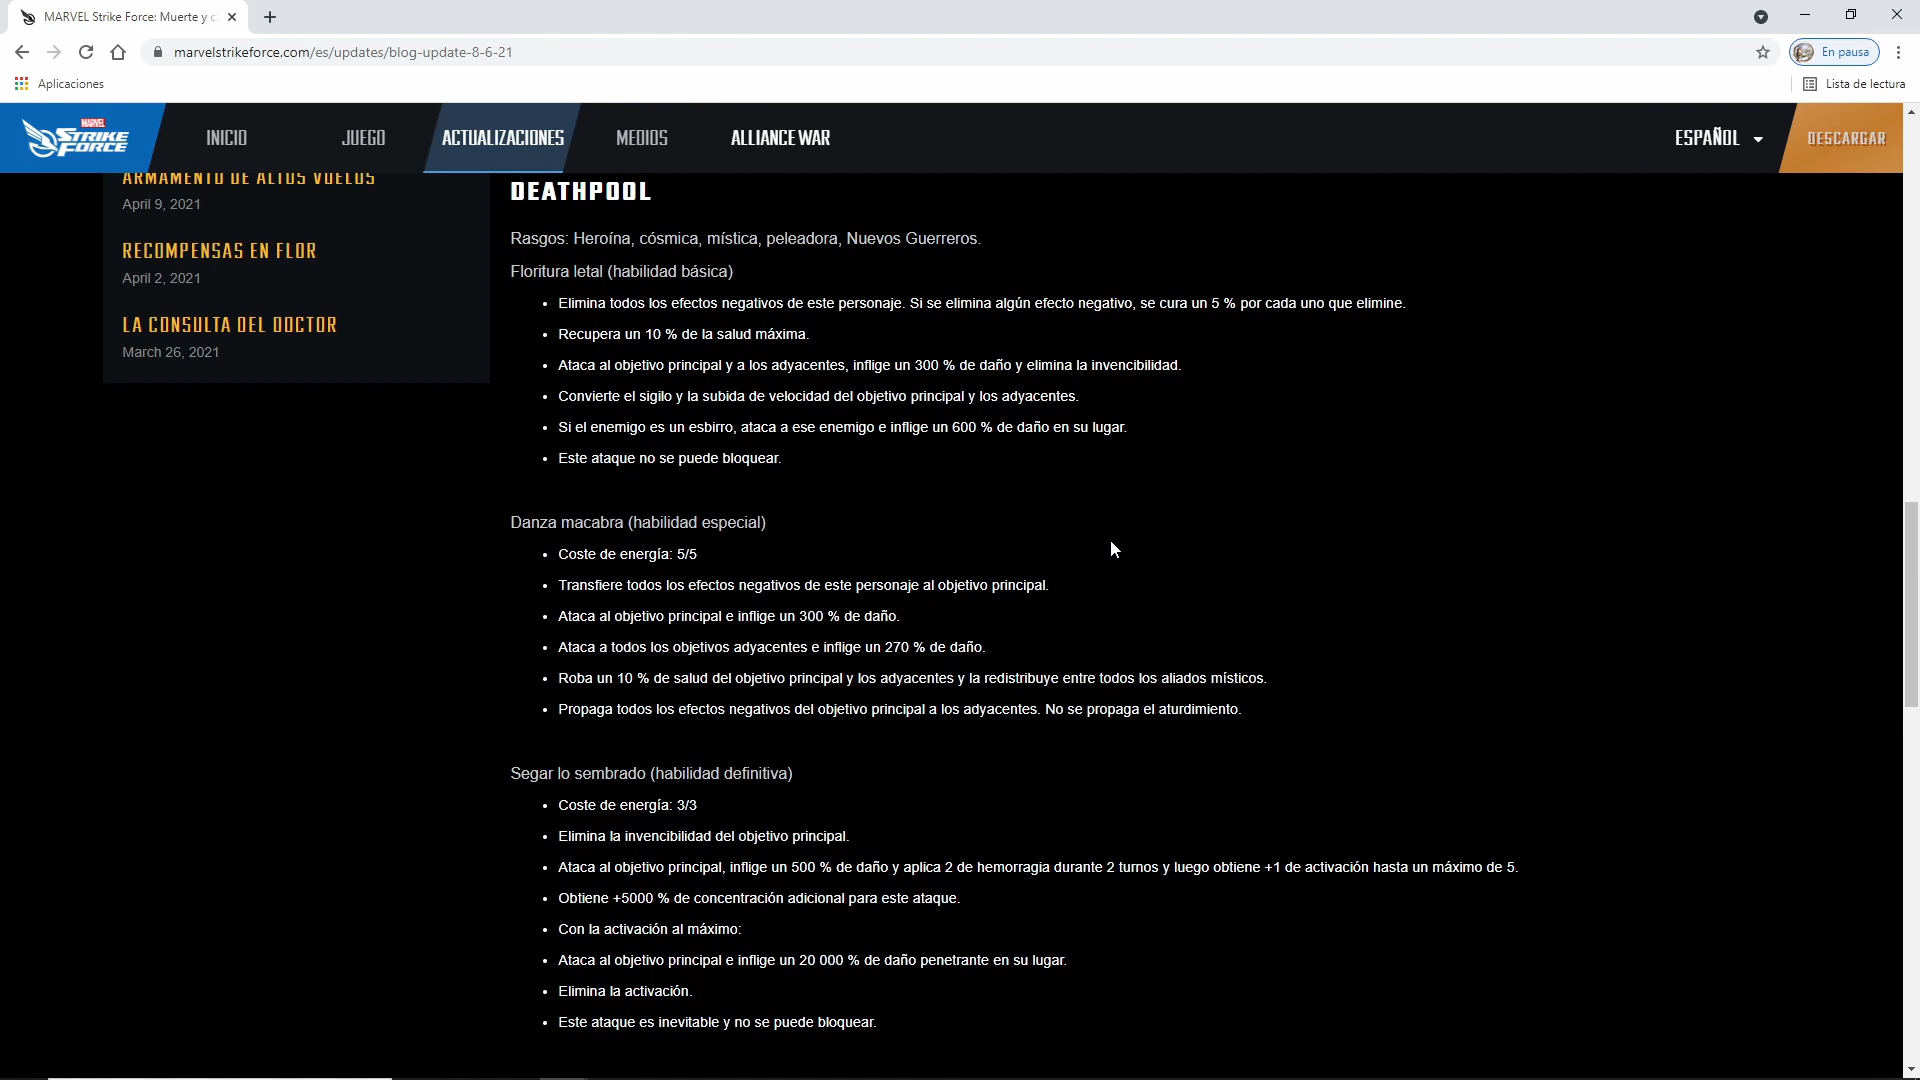 MARVEL Strike Force: Muerte y c
marvelstrikeforce.com/es/updates/blog-update-8-6-21
En pausa
Aplicaciones
Lista de lectura
MARVEL
STRIKE
FORCE
INICIO
JUEGO
ACTUALIZACIONES
MEDIOS
ALLIANCE WAR
ESPAÑOL
DESCARGAR
ARMAMENTO DE ALTOS VUELOS
April 9, 2021
RECOMPENSAS EN FLOR
April 2, 2021
LA CONSULTA DEL DOCTOR
March 26, 2021
DEATHPOOL
Rasgos: Heroína, cósmica, mística, peleadora, Nuevos Guerreros.
Floritura letal (habilidad básica)
• Elimina todos los efectos negativos de este personaje. Si se elimina algún efecto negativo, se cura un 5 % por cada uno que elimine.
• Recupera un 10 % de la salud máxima.
• Ataca al objetivo principal y a los adyacentes, inflige un 300 % de daño y elimina la invencibilidad.
• Convierte el sigilo y la subida de velocidad del objetivo principal y los adyacentes.
• Si el enemigo es un esbirro, ataca a ese enemigo e inflige un 600 % de daño en su lugar.
• Este ataque no se puede bloquear.
Danza macabra (habilidad especial)
• Coste de energía: 5/5
• Transfiere todos los efectos negativos de este personaje al objetivo principal.
• Ataca al objetivo principal e inflige un 300 % de daño.
• Ataca a todos los objetivos adyacentes e inflige un 270 % de daño.
• Roba un 10 % de salud del objetivo principal y los adyacentes y la redistribuye entre todos los aliados místicos.
• Propaga todos los efectos negativos del objetivo principal a los adyacentes. No se propaga el aturdimiento.
Segar lo sembrado (habilidad definitiva)
• Coste de energía: 3/3
• Elimina la invencibilidad del objetivo principal.
• Ataca al objetivo principal, inflige un 500 % de daño y aplica 2 de hemorragia durante 2 turnos y luego obtiene +1 de activación hasta un máximo de 5.
• Obtiene +5000 % de concentración adicional para este ataque.
• Con la activación al máximo:
• Ataca al objetivo principal e inflige un 20 000 % de daño penetrante en su lugar.
• Elimina la activación.
• Este ataque es inevitable y no se puede bloquear.